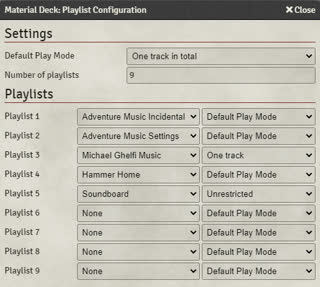 Material Deck: Playlist Configuration ✖ Close
Settings
Default Play Mode One track in total
Number of playlists 9
Playlists
Playlist 1 Adventure Music Incidental Default Play Mode
Playlist 2 Adventure Music Settings Default Play Mode
Playlist 3 Michael Ghelfi Music One track
Playlist 4 Hammer Home Default Play Mode
Playlist 5 Soundboard Unrestricted
Playlist 6 None Default Play Mode
Playlist 7 None Default Play Mode
Playlist 8 None Default Play Mode
Playlist 9 None Default Play Mode